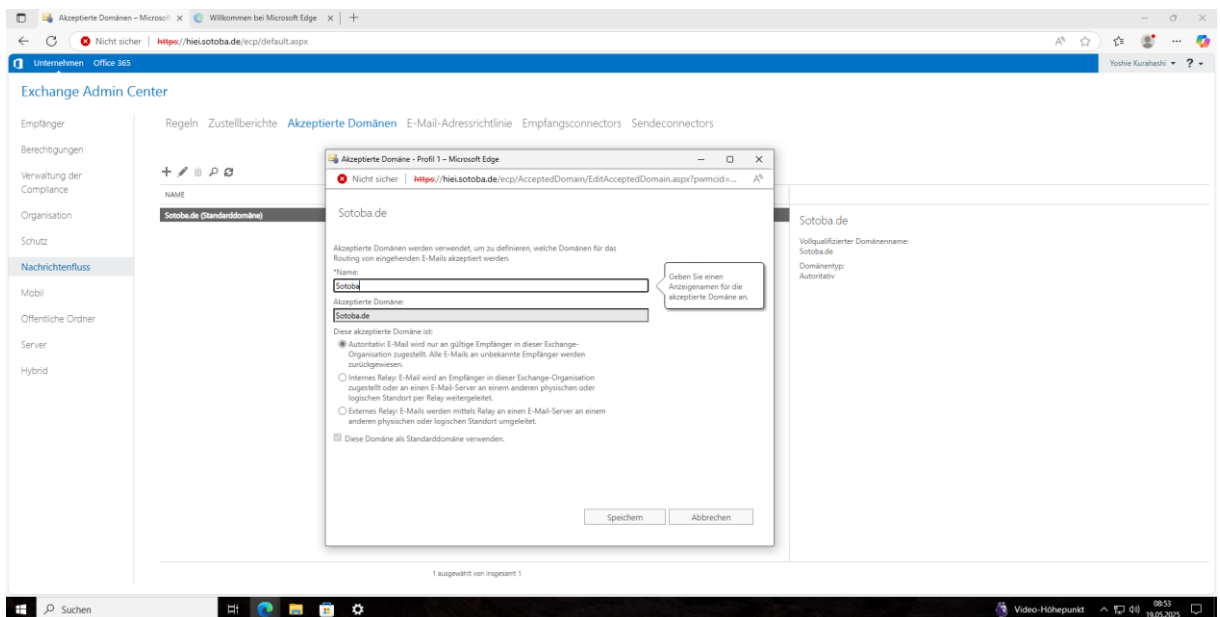 Akzeptierte Domänen – Microsoft
Willkommen bei Microsoft Edge
Nicht sicher
https://hiei.sotoba.de/ecp/default.aspx
Unternehmen Office 365
Yoshie Kurahashi ?
Exchange Admin Center
Empfänger
Berechtigungen
Verwaltung der
Compliance
Organisation
Schutz
Nachrichtenfluss
Mobil
Öffentliche Ordner
Server
Hybrid
Regeln Zustellberichte Akzeptierte Domänen E-Mail-Adressrichtlinie Empfangsconnectors Sendeconnectors
NAME
Sotoba.de (Standarddomäne)
Akzeptierte Domäne - Profil 1 – Microsoft Edge
Nicht sicher
https://hiei.sotoba.de/ecp/AcceptedDomain/EditAcceptedDomain.aspx?pwmcid=...
Sotoba.de
Akzeptierte Domänen werden verwendet, um zu definieren, welche Domänen für das
Routing von eingehenden E-Mails akzeptiert werden.
*Name:
Sotoba
Geben Sie einen
Anzeigenamen für die
akzeptierte Domäne an.
Akzeptierte Domäne:
Sotoba.de
Diese akzeptierte Domäne ist:
Autoritativ: E-Mail wird nur an gültige Empfänger in dieser Exchange-
Organisation zugestellt. Alle E-Mails an unbekannte Empfänger werden
zurückgewiesen.
Internes Relay: E-Mail wird an Empfänger in dieser Exchange-Organisation
zugestellt oder an einen E-Mail-Server an einem anderen physischen oder
logischen Standort per Relay weitergeleitet.
Externes Relay: E-Mails werden mittels Relay an einen E-Mail-Server an einem
anderen physischen oder logischen Standort umgeleitet.
Diese Domäne als Standarddomäne verwenden.
Speichern Abbrechen
Sotoba.de
Vollqualifizierter Domänenname:
Sotoba.de
Domänentyp:
Autoritativ
1 ausgewählt von insgesamt 1
Suchen
Video-Höhepunkt
08:53
19.05.2025